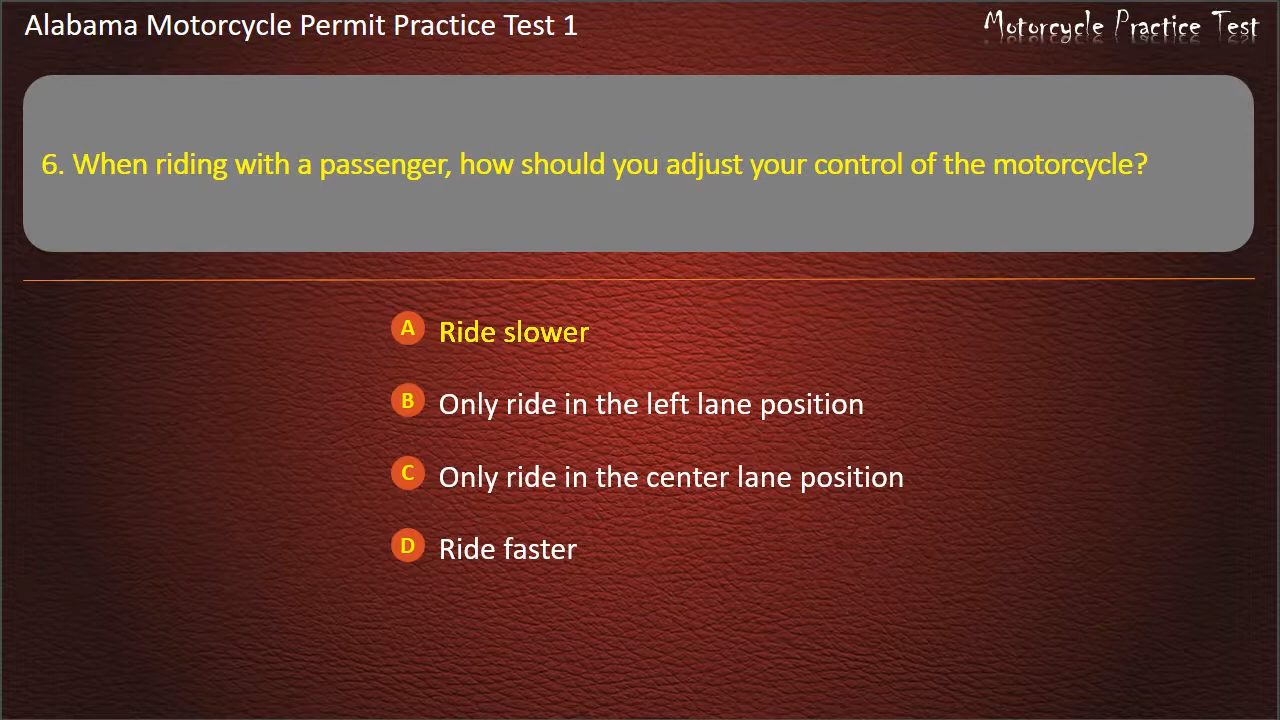 Alabama Motorcycle Permit Practice Test 1
Motorcycle Practice Test
6. When riding with a passenger, how should you adjust your control of the motorcycle?
A Ride slower
B Only ride in the left lane position
C Only ride in the center lane position
D Ride faster